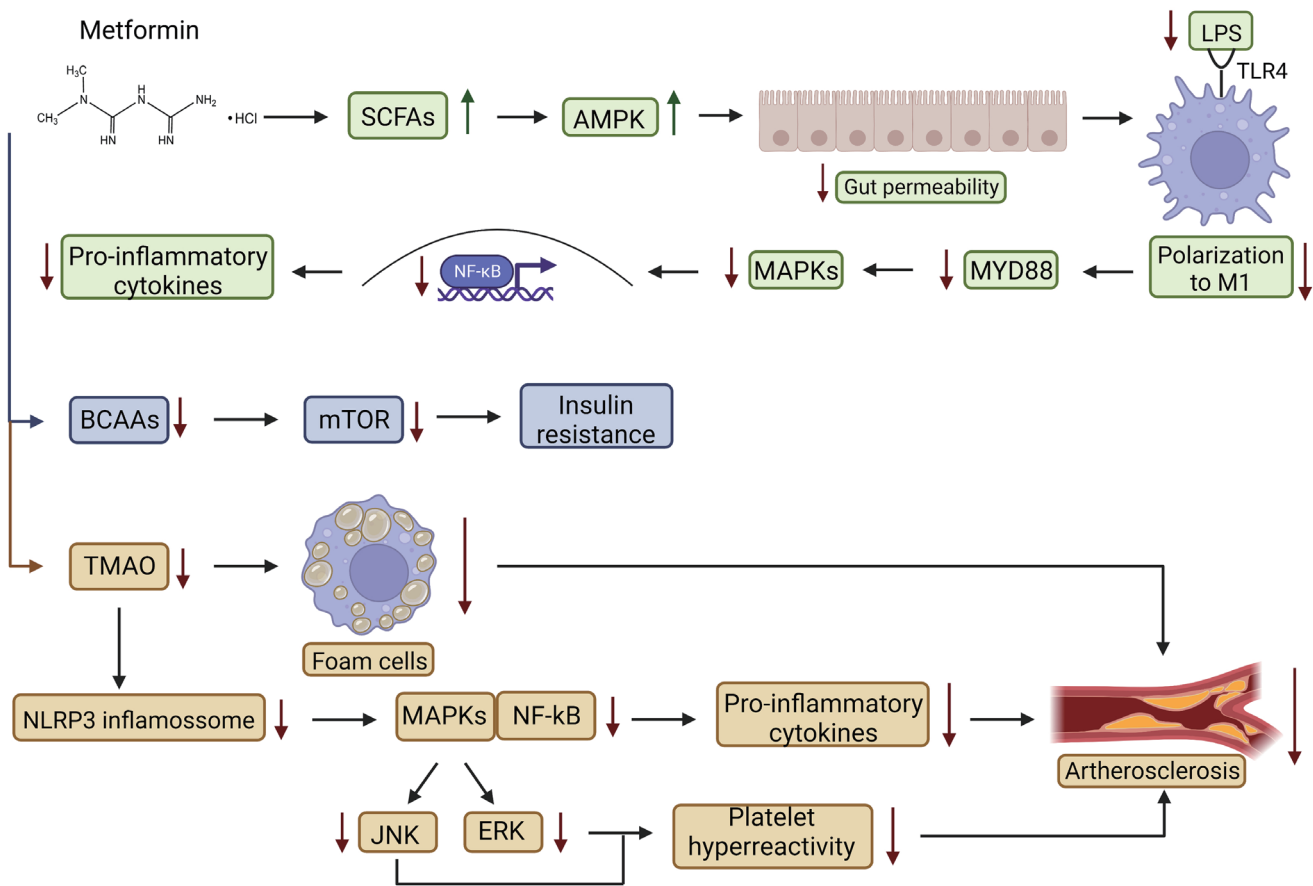 Metformin
H₃C
N
CH₃
HN
H
N
HN
NH₂
•HCl
SCFAs
AMPK
Gut permeability
LPS
TLR4
Pro-inflammatory
cytokines
NF-κB
MAPKs
MYD88
Polarization
to M1
BCAAs
mTOR
Insulin
resistance
TMAO
Foam cells
NLRP3 inflamossome
MAPKs
NF-kB
Pro-inflammatory
cytokines
Artherosclerosis
JNK
ERK
Platelet
hyperreactivity